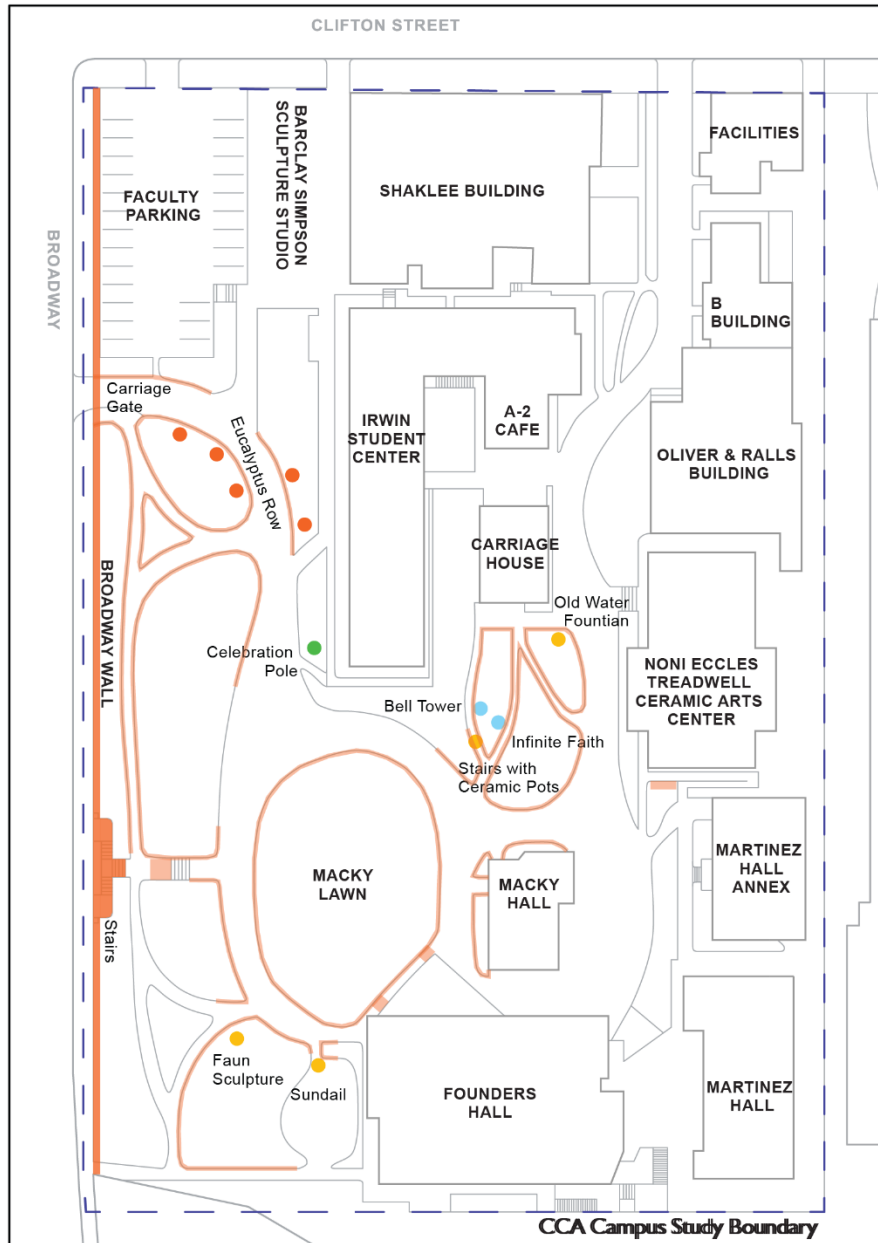 CLIFTON STREET
BROADWAY
FACULTY
PARKING
BARCLAY SIMPSON
SCULPTURE STUDIO
SHAKLEE BUILDING
FACILITIES
B
BUILDING
Carriage
Gate
Eucalyptus Row
IRWIN
STUDENT
CENTER
A-2
CAFE
OLIVER & RALLS
BUILDING
CARRIAGE
HOUSE
BROADWAY WALL
Old Water
Fountian
Celebration
Pole
NONI ECCLES
TREADWELL
CERAMIC ARTS
CENTER
Bell Tower
Infinite Faith
Stairs with
Ceramic Pots
MACKY
LAWN
MACKY
HALL
MARTINEZ
HALL
ANNEX
Stairs
Faun
Sculpture
Sundail
FOUNDERS
HALL
MARTINEZ
HALL
CCA Campus Study Boundary